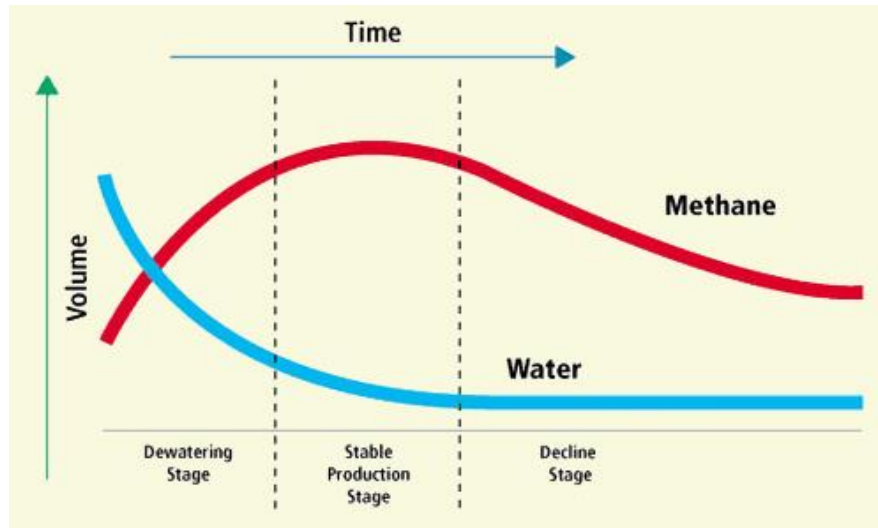 Time
Volume
Methane
Water
Dewatering
Stage
Stable
Production
Stage
Decline
Stage